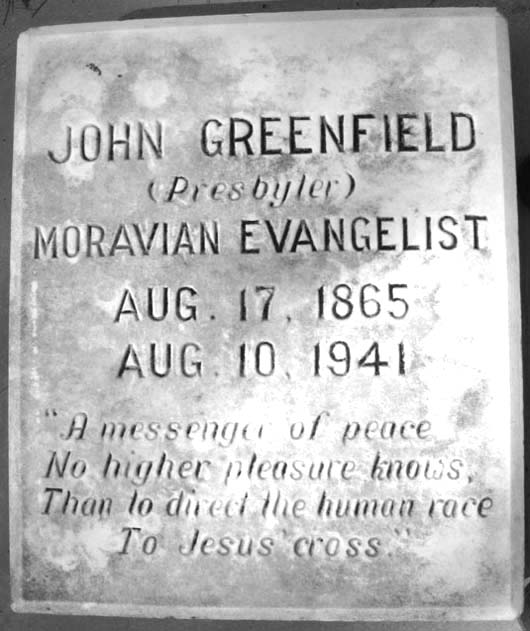 JOHN GREENFIELD
(Presbyter)
MORAVIAN EVANGELIST
AUG. 17, 1865
AUG. 10, 1941
"A messenger of peace
No higher pleasure knows,
Than to direct the human race
To Jesus' cross."